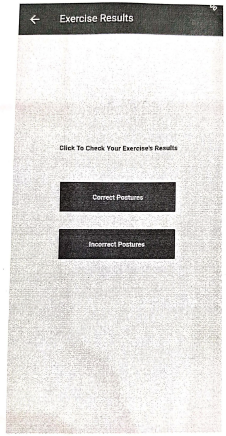 Exercise Results
Click To Check Your Exercise's Results
Correct Postures
Incorrect Postures